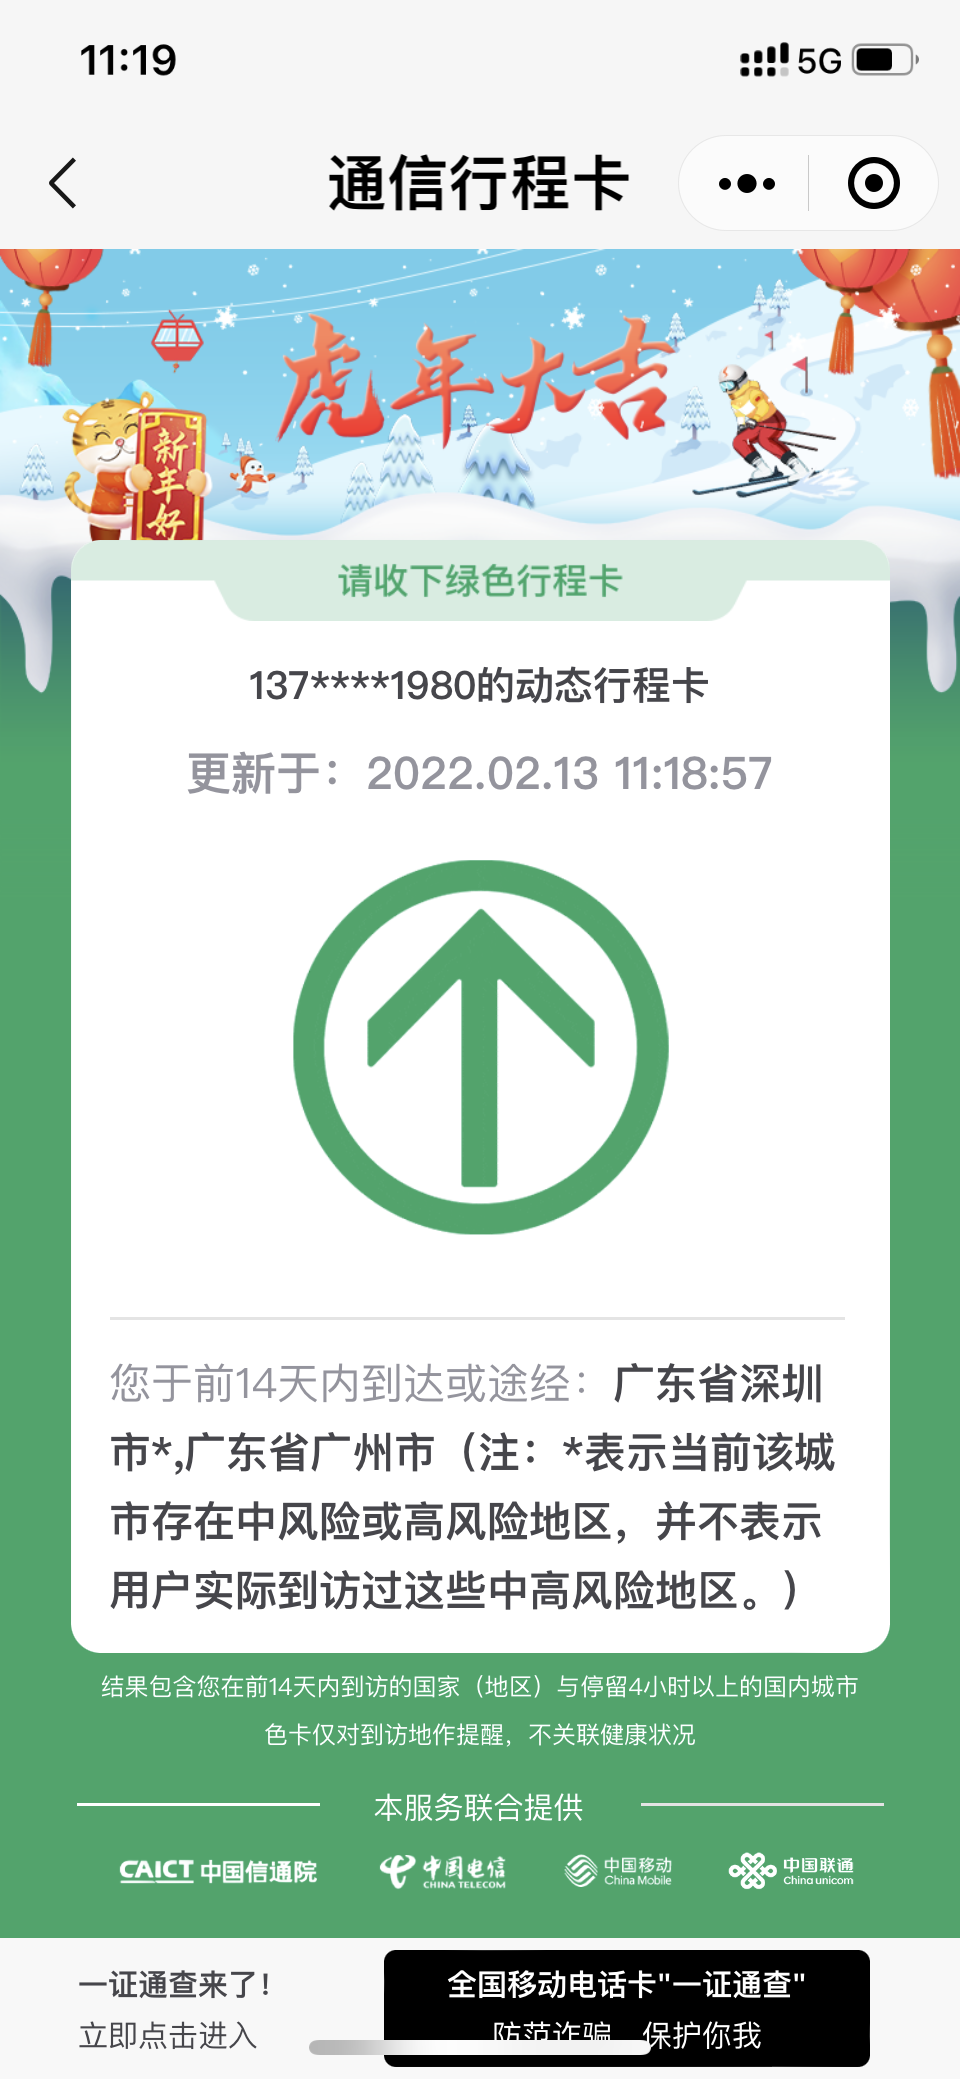 11:19
5G
通信行程卡
虎年大吉
新年好
请收下绿色行程卡
137****1980的动态行程卡
更新于：2022.02.13 11:18:57
您于前14天内到达或途经：广东省深圳
市*,广东省广州市（注：*表示当前该城
市存在中风险或高风险地区，并不表示
用户实际到访过这些中高风险地区。）
结果包含您在前14天内到访的国家（地区）与停留4小时以上的国内城市
色卡仅对到访地作提醒，不关联健康状况
本服务联合提供
CAICT 中国信通院
中国电信
CHINA TELECOM
中国移动
China Mobile
中国联通
China unicom
一证通查来了！
立即点击进入
全国移动电话卡"一证通查"
防范诈骗 保护你我